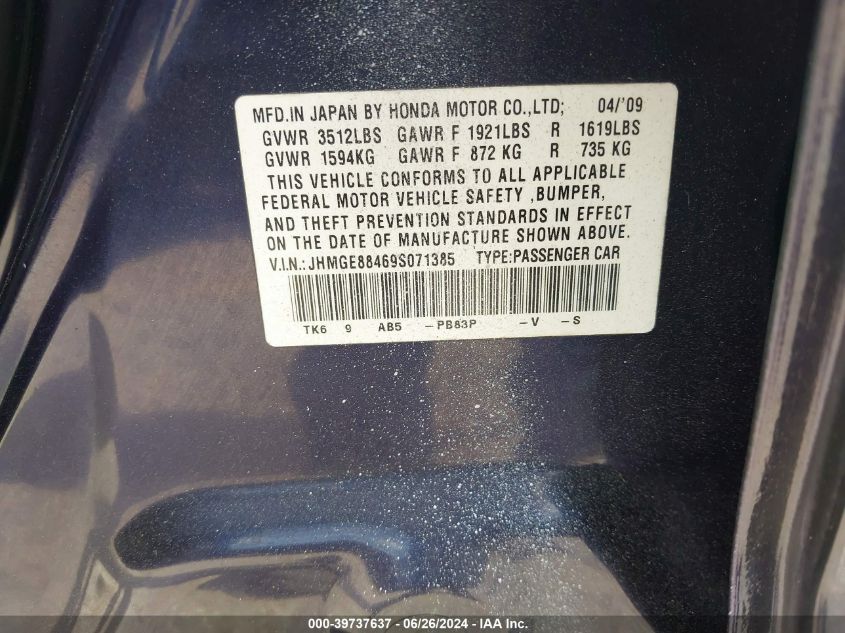 MFD.IN JAPAN BY HONDA MOTOR CO.,LTD; 04/'09
GVWR 3512LBS GAWR F 1921LBS R 1619LBS
GVWR 1594KG GAWR F 872 KG R 735 KG
THIS VEHICLE CONFORMS TO ALL APPLICABLE
FEDERAL MOTOR VEHICLE SAFETY ,BUMPER,
AND THEFT PREVENTION STANDARDS IN EFFECT
ON THE DATE OF MANUFACTURE SHOWN ABOVE.
V.I.N.:JHMGE88469S071385 TYPE:PASSENGER CAR
TK6 9 AB5 -PB83P -V -S
000-39737637 - 06/26/2024 - IAA Inc.